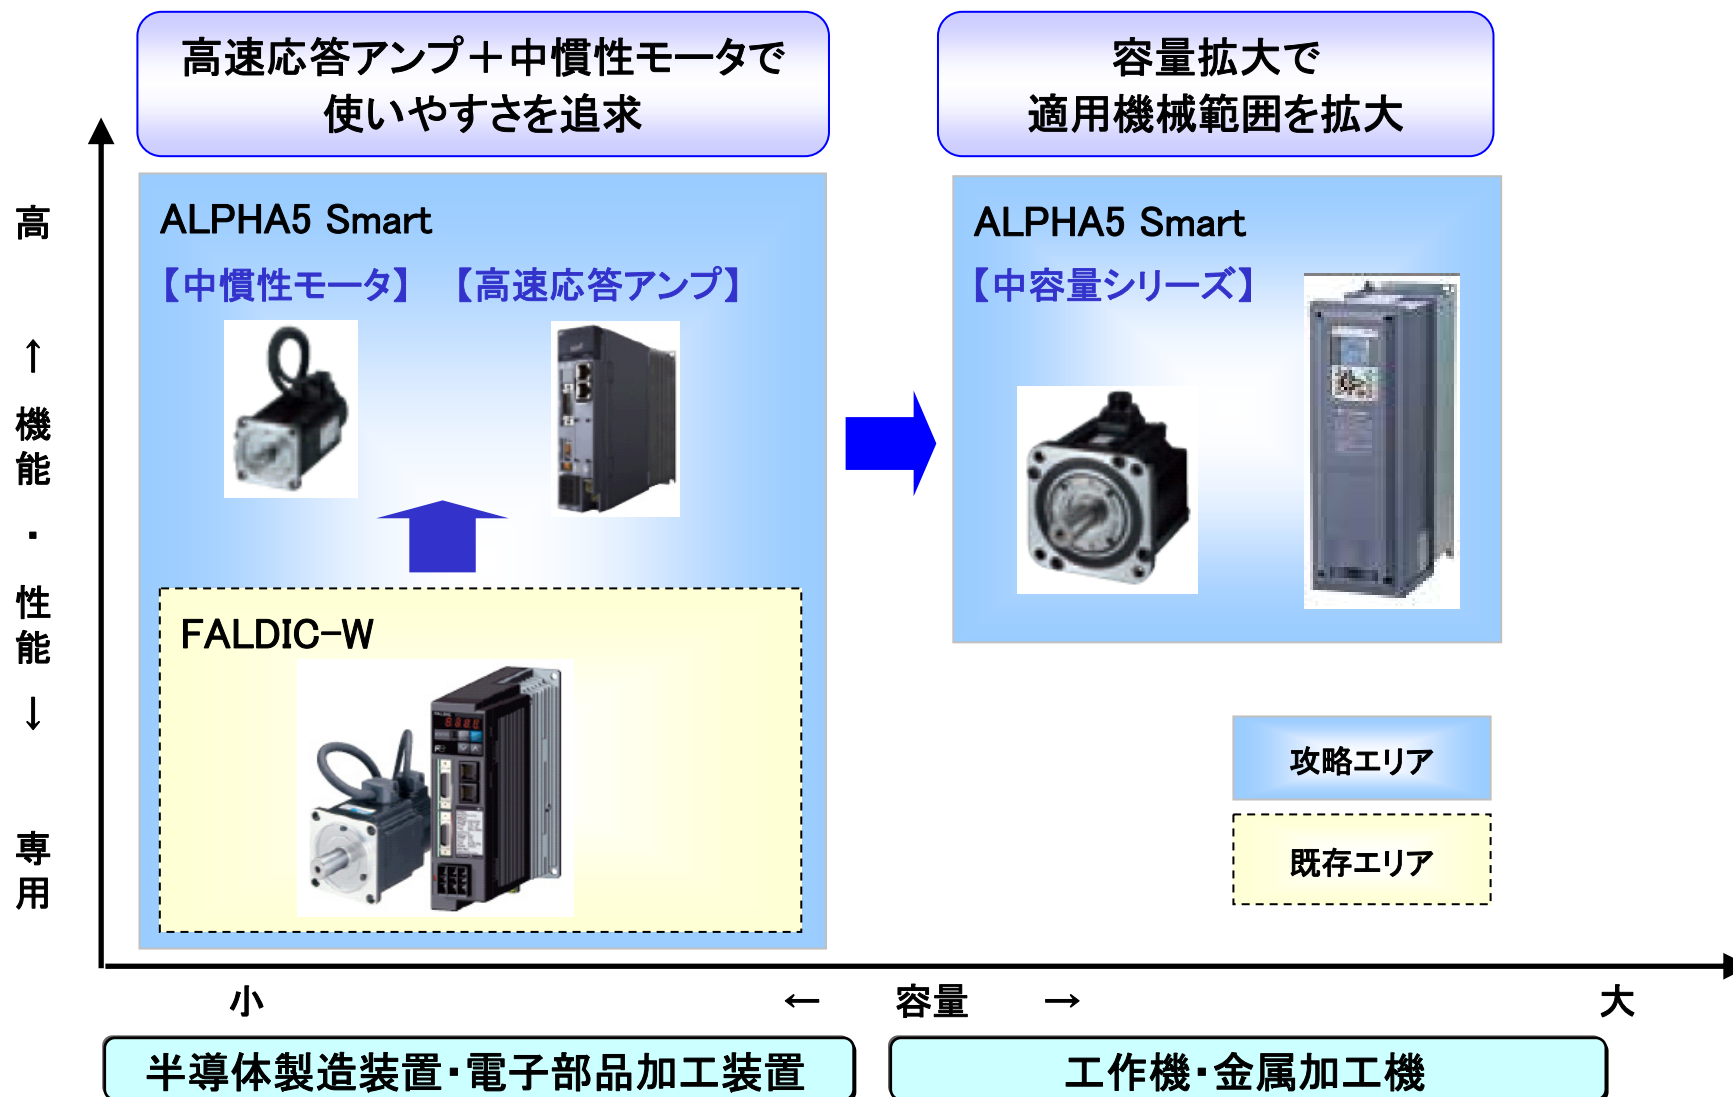 高速応答アンプ＋中慣性モータで
使いやすさを追求
容量拡大で
適用機械範囲を拡大
高
↑
機能・性能
↓
専用
ALPHA5 Smart
【中慣性モータ】 【高速応答アンプ】
FALDIC-W
ALPHA5 Smart
【中容量シリーズ】
攻略エリア
既存エリア
小 ← 容量 → 大
半導体製造装置・電子部品加工装置
工作機・金属加工機